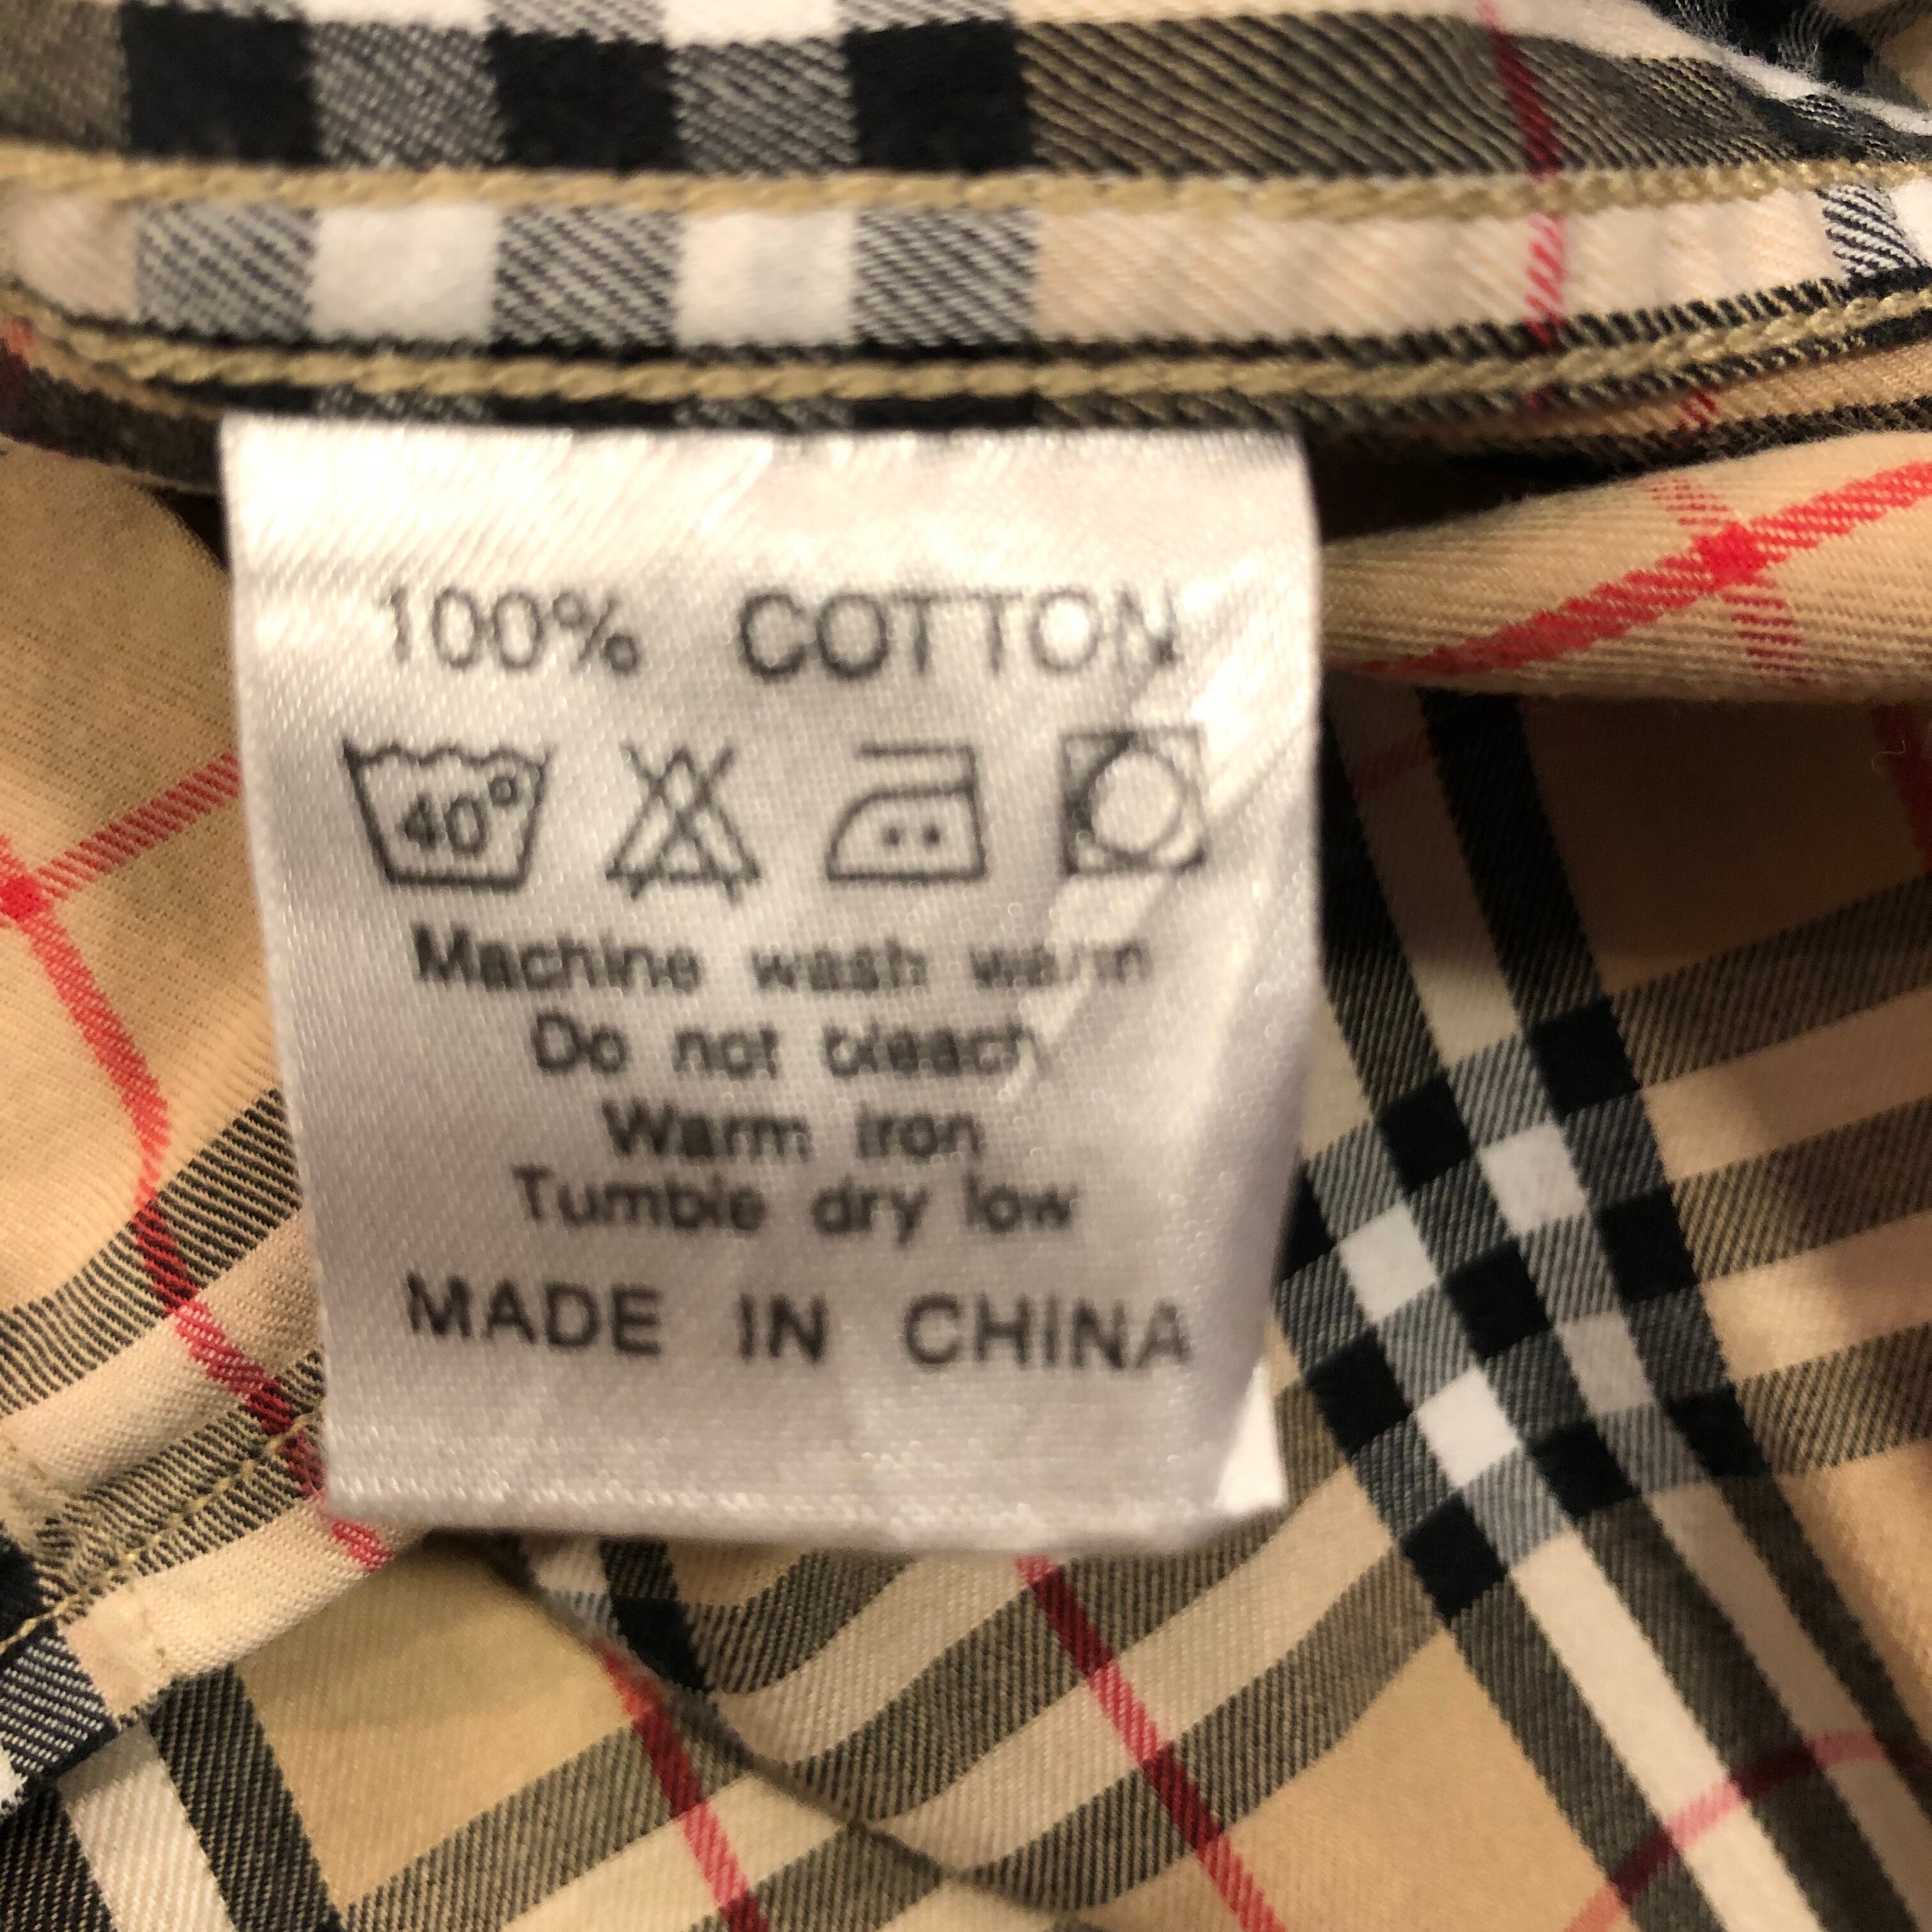 100% COTTON
40°
Machine wash warm
Do not bleach
Warm iron
Tumble dry low
MADE IN CHINA